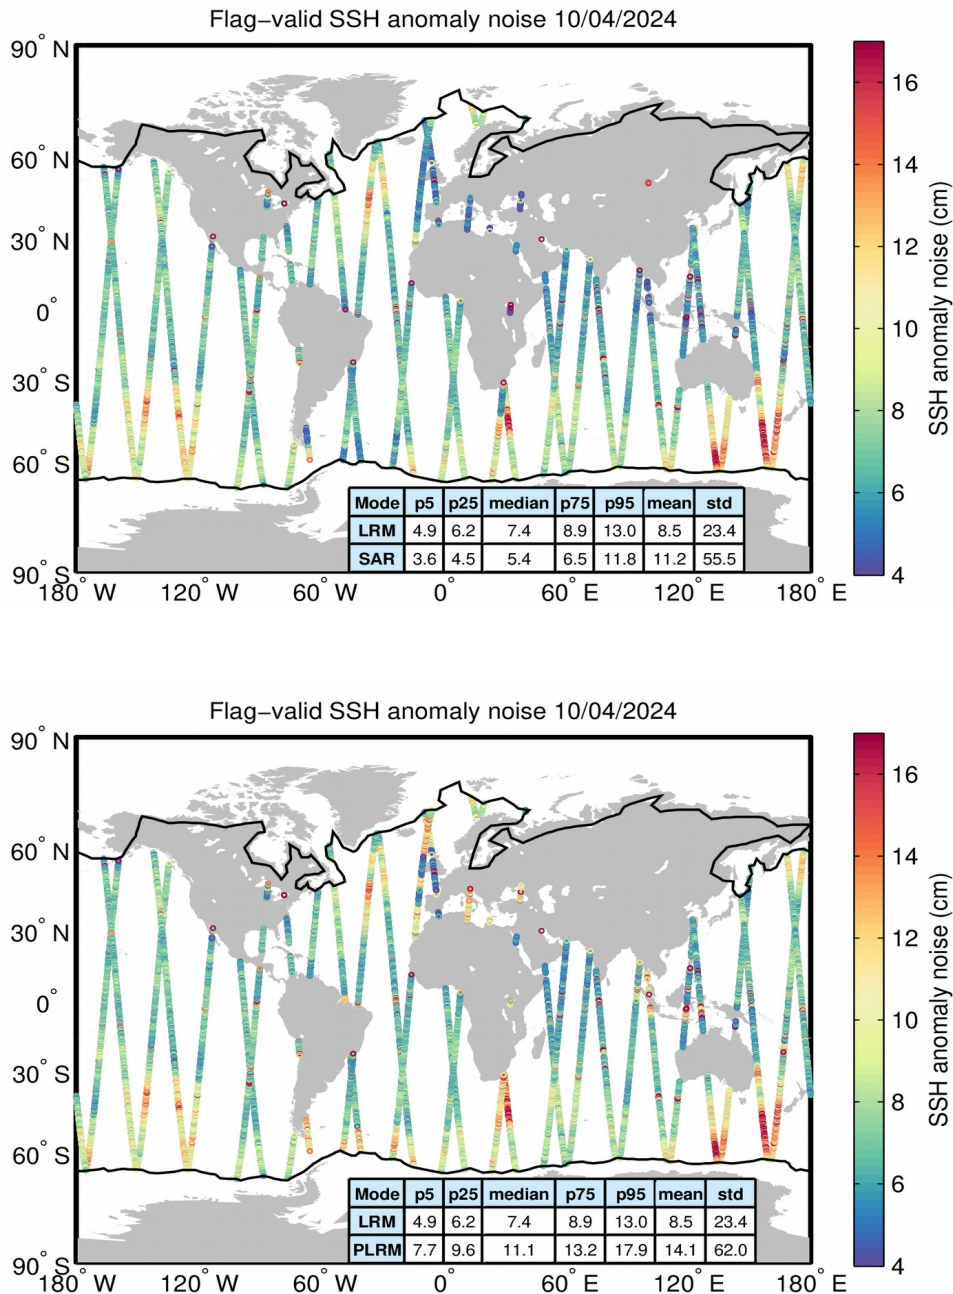 Flag−valid SSH anomaly noise 10/04/2024
90° N
60° N
30° N
0°
30° S
60° S
90° S
180° W
120° W
60° W
0°
60° E
120° E
180° E
16
14
12
10
8
6
4
SSH anomaly noise (cm)
Mode p5 p25 median p75 p95 mean std
LRM 4.9 6.2 7.4 8.9 13.0 8.5 23.4
SAR 3.6 4.5 5.4 6.5 11.8 11.2 55.5
Flag−valid SSH anomaly noise 10/04/2024
90° N
60° N
30° N
0°
30° S
60° S
90° S
180° W
120° W
60° W
0°
60° E
120° E
180° E
16
14
12
10
8
6
4
SSH anomaly noise (cm)
Mode p5 p25 median p75 p95 mean std
LRM 4.9 6.2 7.4 8.9 13.0 8.5 23.4
PLRM 7.7 9.6 11.1 13.2 17.9 14.1 62.0